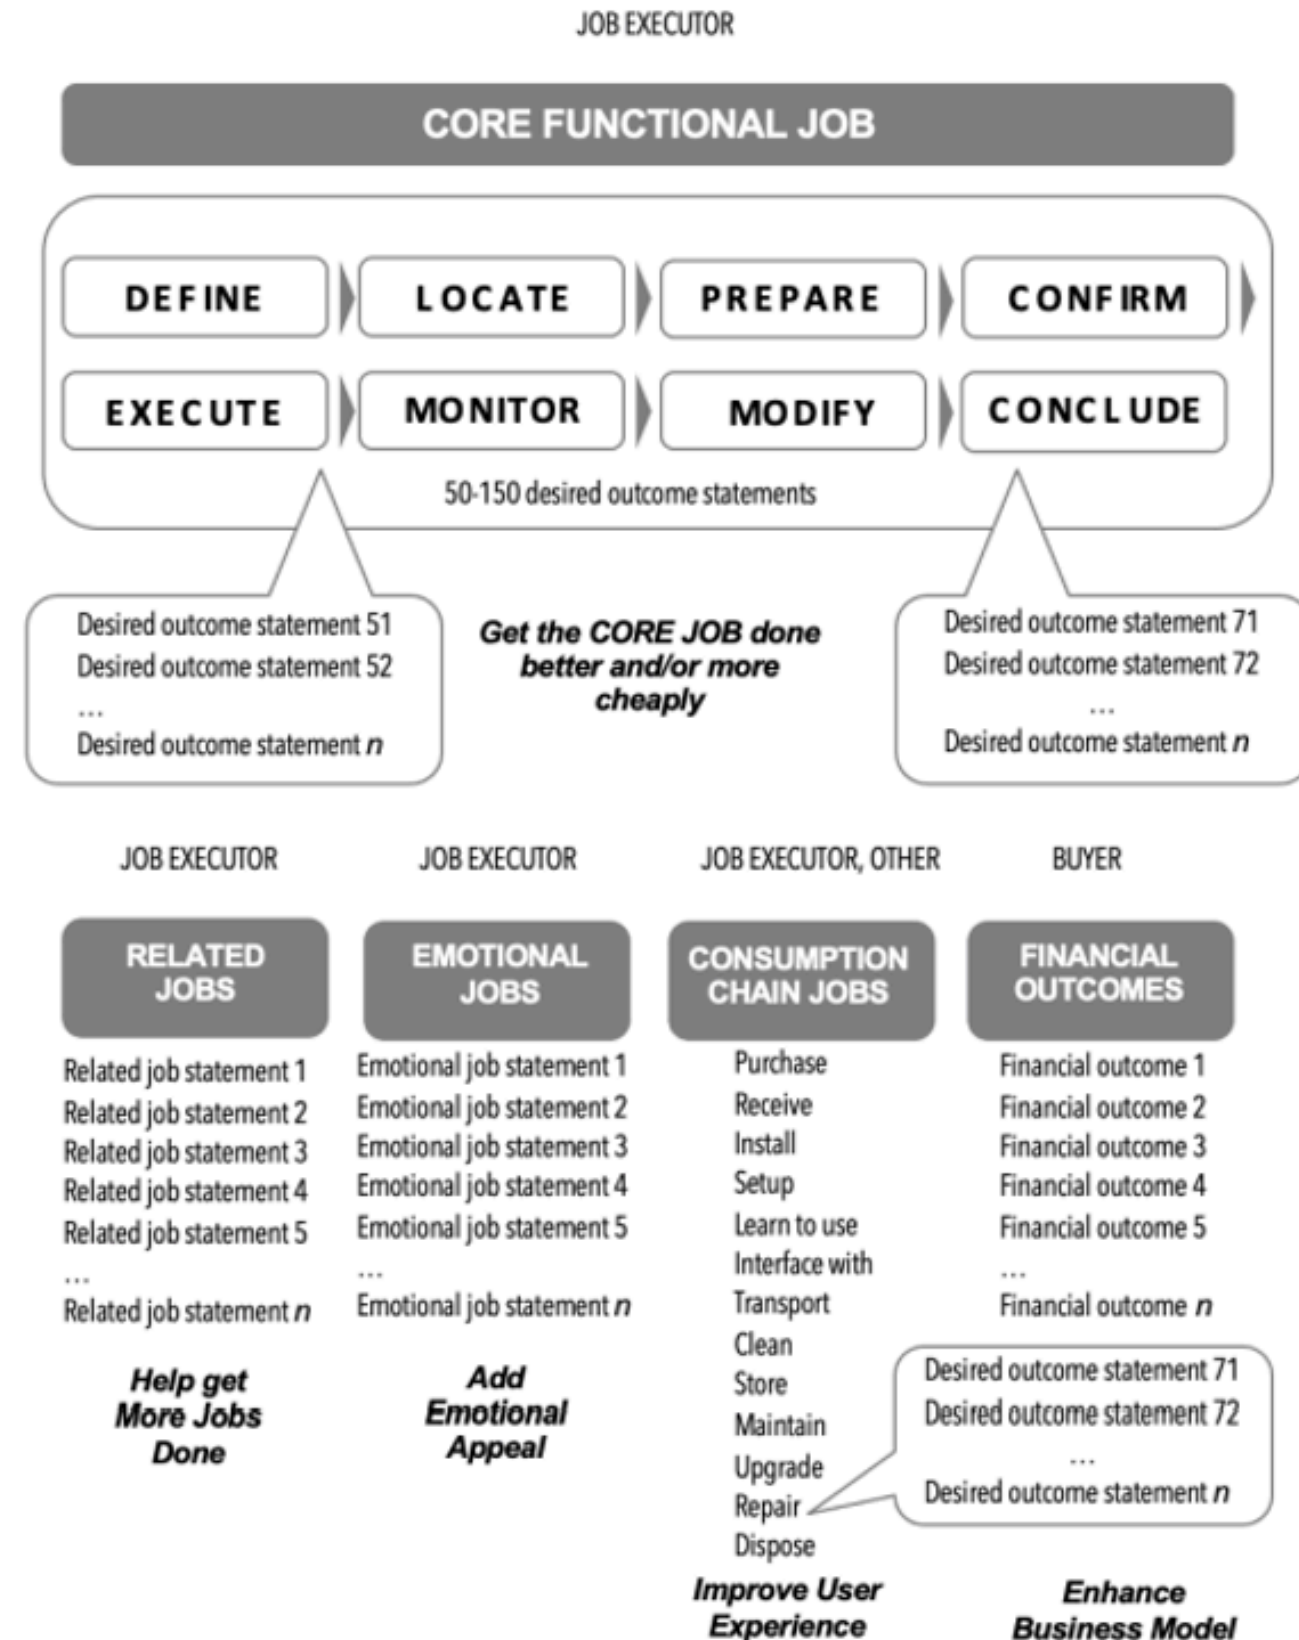 JOB EXECUTOR
CORE FUNCTIONAL JOB
DEFINE
LOCATE
PREPARE
CONFIRM
EXECUTE
MONITOR
MODIFY
CONCLUDE
50-150 desired outcome statements
Desired outcome statement 51
Desired outcome statement 52
...
Desired outcome statement n
Get the CORE JOB done
better and/or more
cheaply
Desired outcome statement 71
Desired outcome statement 72
...
Desired outcome statement n
JOB EXECUTOR
RELATED
JOBS
Related job statement 1
Related job statement 2
Related job statement 3
Related job statement 4
Related job statement 5
...
Related job statement n
Help get
More Jobs
Done
JOB EXECUTOR
EMOTIONAL
JOBS
Emotional job statement 1
Emotional job statement 2
Emotional job statement 3
Emotional job statement 4
Emotional job statement 5
...
Emotional job statement n
Add
Emotional
Appeal
JOB EXECUTOR, OTHER
CONSUMPTION
CHAIN JOBS
Purchase
Receive
Install
Setup
Learn to use
Interface with
Transport
Clean
Store
Maintain
Upgrade
Repair
Dispose
Improve User
Experience
BUYER
FINANCIAL
OUTCOMES
Financial outcome 1
Financial outcome 2
Financial outcome 3
Financial outcome 4
Financial outcome 5
...
Financial outcome n
Desired outcome statement 71
Desired outcome statement 72
...
Desired outcome statement n
Enhance
Business Model